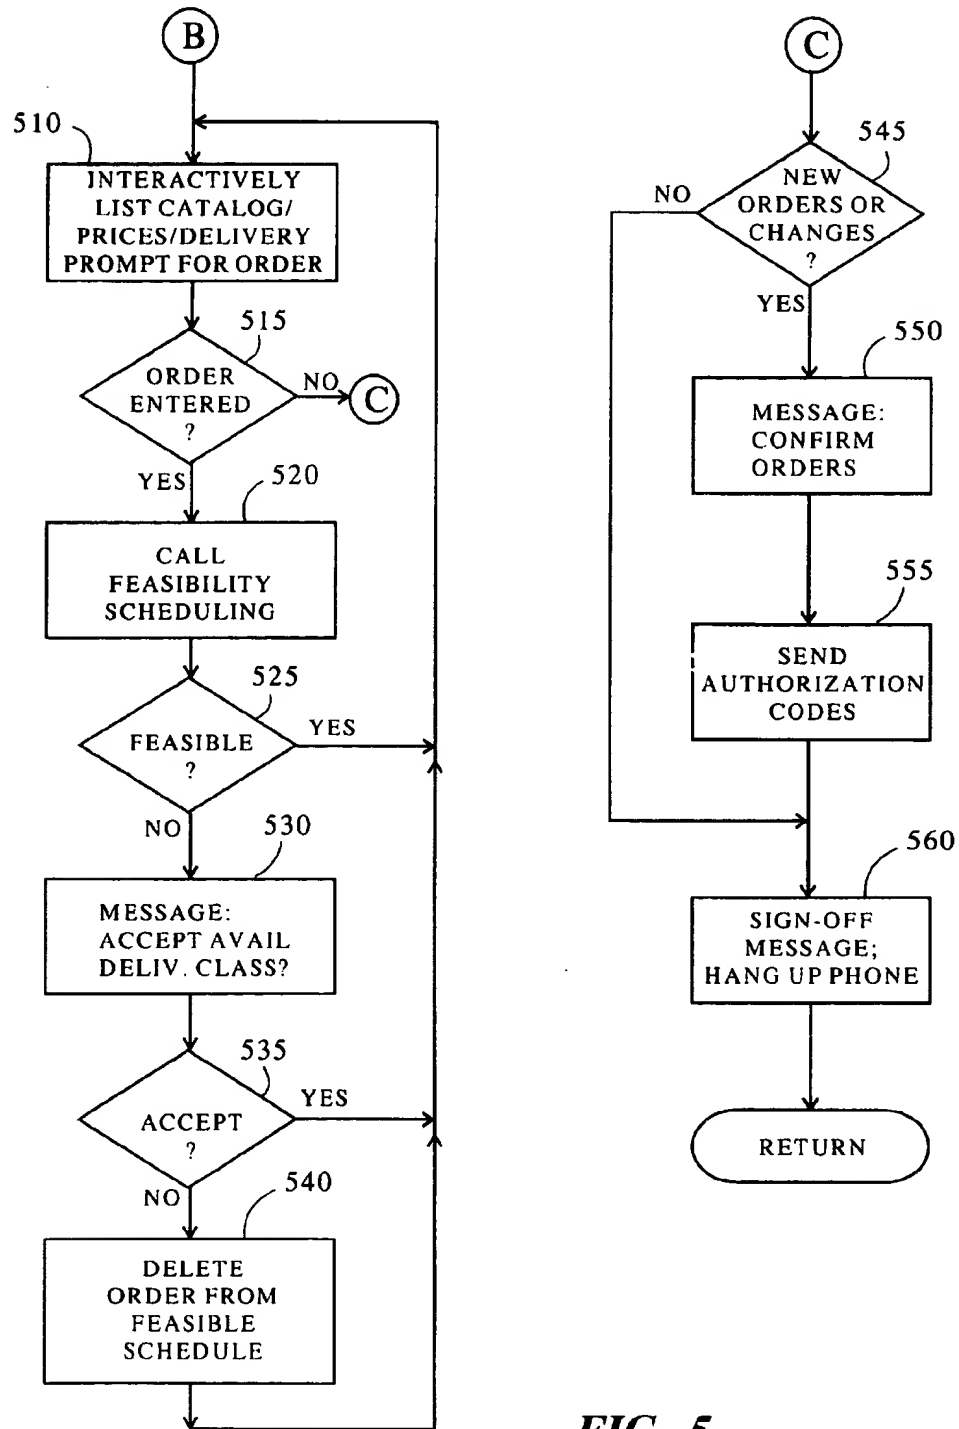 B
510
INTERACTIVELY
LIST CATALOG/
PRICES/DELIVERY
PROMPT FOR ORDER
515
ORDER
ENTERED
?
NO
C
YES
520
CALL
FEASIBILITY
SCHEDULING
525
FEASIBLE
?
YES
NO
530
MESSAGE:
ACCEPT AVAIL
DELIV. CLASS?
535
ACCEPT
?
YES
NO
540
DELETE
ORDER FROM
FEASIBLE
SCHEDULE
C
545
NEW
ORDERS OR
CHANGES
?
NO
YES
550
MESSAGE:
CONFIRM
ORDERS
555
SEND
AUTHORIZATION
CODES
560
SIGN-OFF
MESSAGE;
HANG UP PHONE
RETURN
FIG. 5